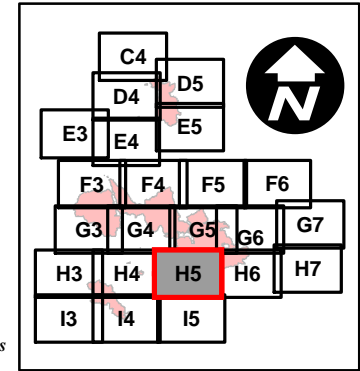 C4
D4 D5
N
E3 E4 E5
F3 F4 F5 F6
G3 G4 G5 G6 G7
H3 H4 H5 H6 H7
I3 I4 I5
s